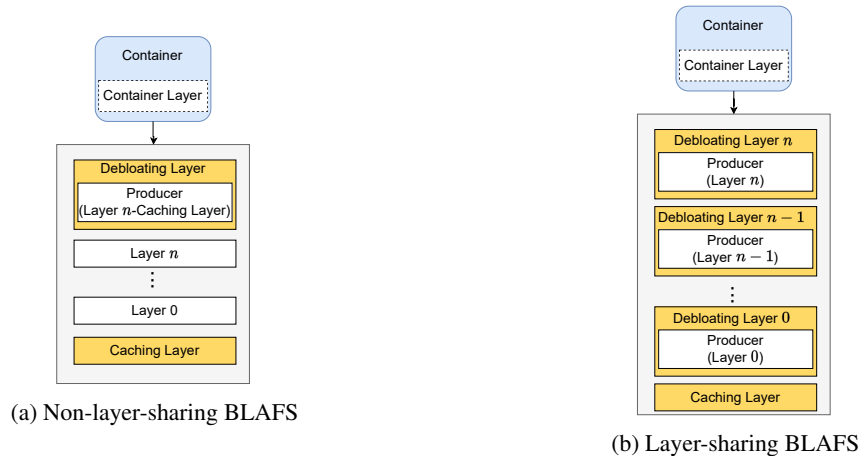 Container
Container Layer
Debloating Layer
Producer
(Layer n-Caching Layer)
Layer n
⋮
Layer 0
Caching Layer
(a) Non-layer-sharing BLAFS
Container
Container Layer
Debloating Layer n
Producer
(Layer n)
Debloating Layer n − 1
Producer
(Layer n − 1)
⋮
Debloating Layer 0
Producer
(Layer 0)
Caching Layer
(b) Layer-sharing BLAFS